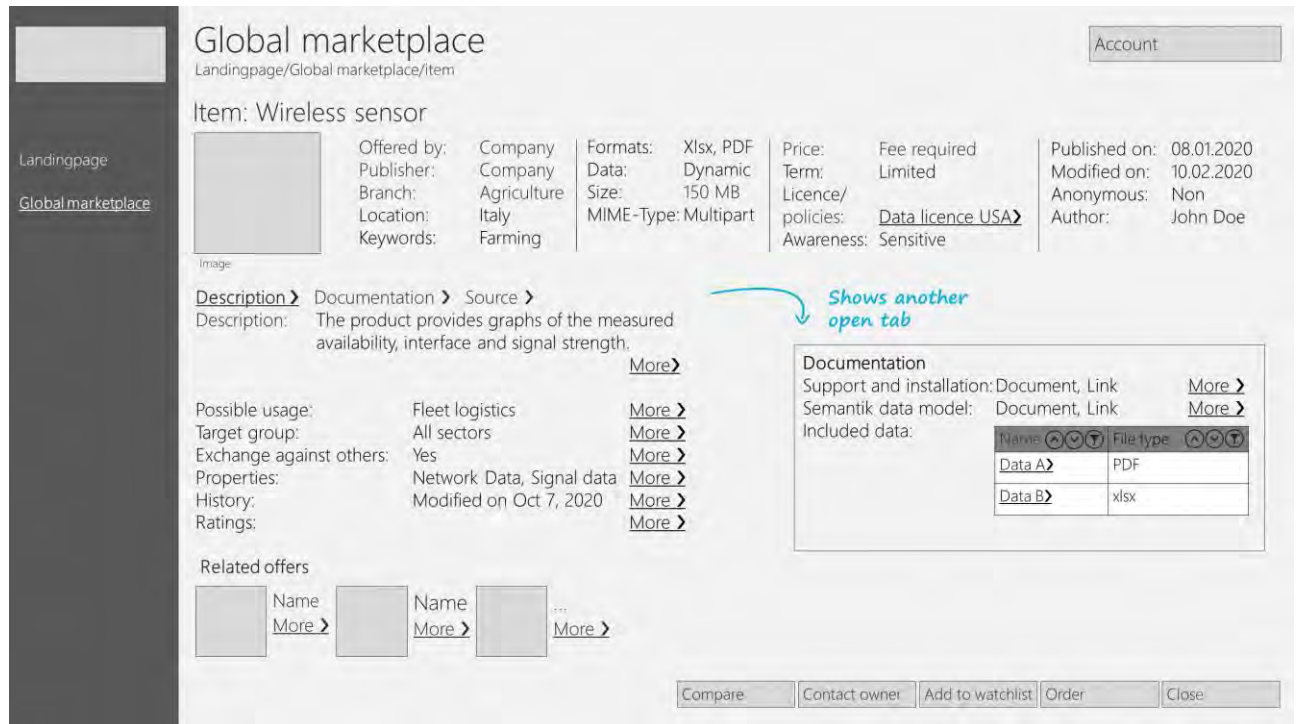 Global marketplace
Landingpage/Global marketplace/item
Account
Landingpage
Global marketplace
Item: Wireless sensor
Image
Offered by: Company
Publisher: Company
Branch: Agriculture
Location: Italy
Keywords: Farming
Formats: Xlsx, PDF
Data: Dynamic
Size: 150 MB
MIME-Type: Multipart
Price: Fee required
Term: Limited
Licence/
policies: Data licence USA❯
Awareness: Sensitive
Published on: 08.01.2020
Modified on: 10.02.2020
Anonymous: Non
Author: John Doe
Description ❯ Documentation ❯ Source ❯
Description: The product provides graphs of the measured
availability, interface and signal strength.
More❯
Possible usage: Fleet logistics More ❯
Target group: All sectors More ❯
Exchange against others: Yes More ❯
Properties: Network Data, Signal data More ❯
History: Modified on Oct 7, 2020 More ❯
Ratings: More ❯
Shows another
open tab
Documentation
Support and installation: Document, Link More ❯
Semantik data model: Document, Link More ❯
Included data:
Name File type
Data A❯ PDF
Data B❯ xlsx
Related offers
Name
More ❯
Name
More ❯
...
More ❯
Compare Contact owner Add to watchlist Order Close